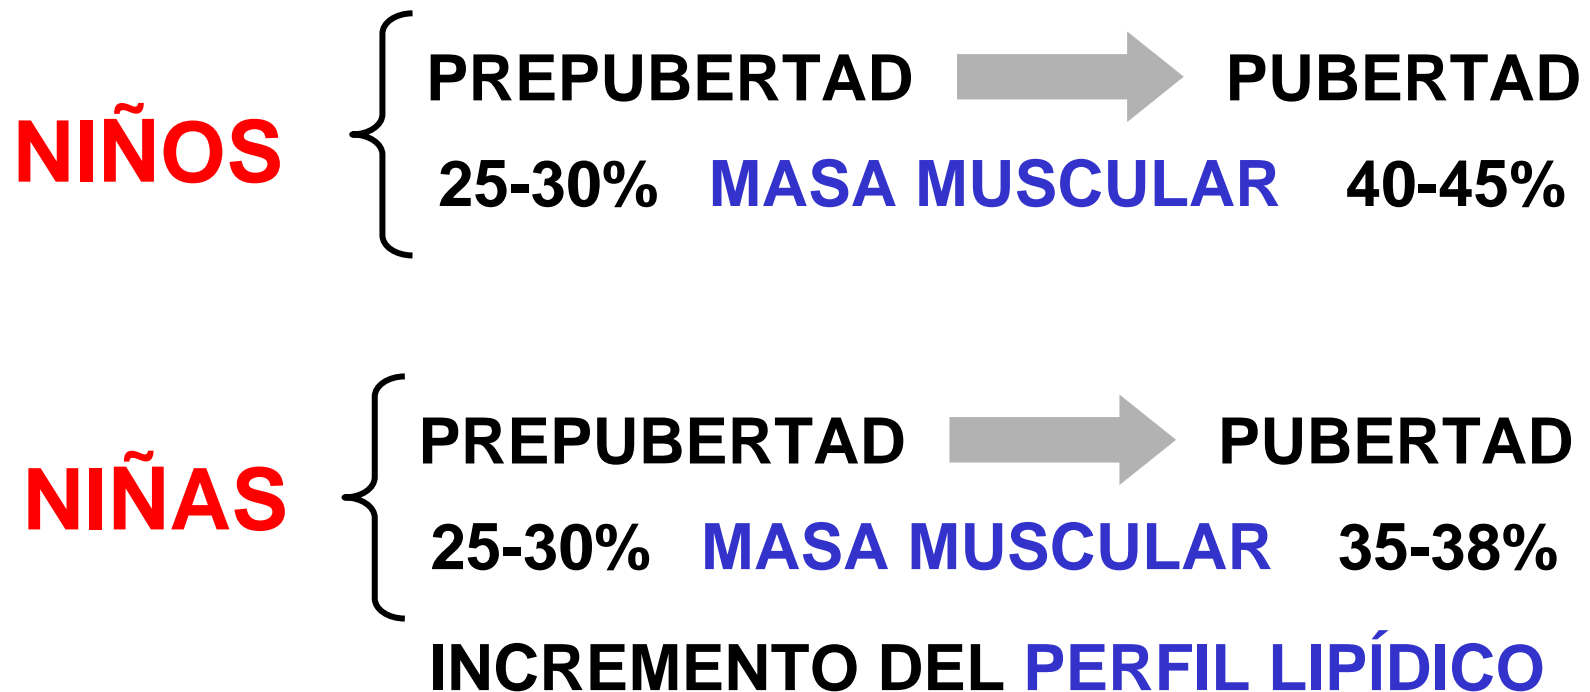 NIÑOS
PREPUBERTAD PUBERTAD
25-30% MASA MUSCULAR 40-45%
NIÑAS
PREPUBERTAD PUBERTAD
25-30% MASA MUSCULAR 35-38%
INCREMENTO DEL PERFIL LIPÍDICO